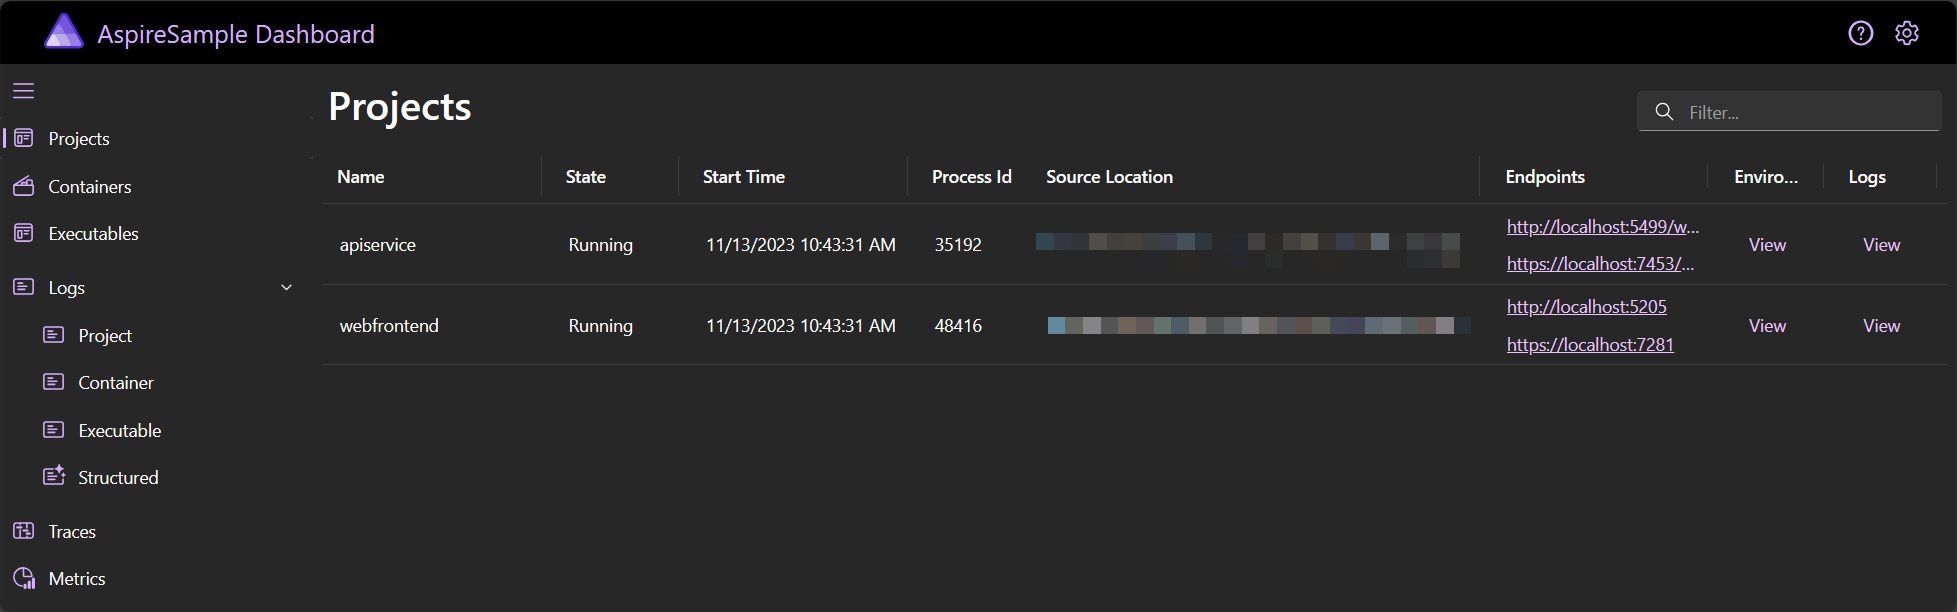 AspireSample Dashboard
Projects
Containers
Executables
Logs
Project
Container
Executable
Structured
Traces
Metrics
Projects
Filter...
Name State Start Time Process Id Source Location Endpoints Enviro... Logs
apiservice Running 11/13/2023 10:43:31 AM 35192 http://localhost:5499/w... View View
https://localhost:7453/...
webfrontend Running 11/13/2023 10:43:31 AM 48416 http://localhost:5205 View View
https://localhost:7281